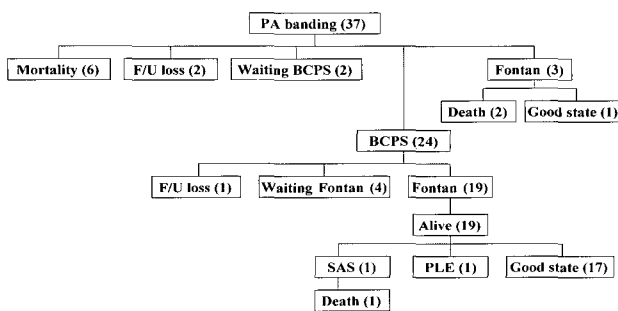 PA banding (37)
Mortality (6) F/U loss (2) Waiting BCPS (2) Fontan (3)
Death (2) Good state (1)
BCPS (24)
F/U loss (1) Waiting Fontan (4) Fontan (19)
Alive (19)
SAS (1) PLE (1) Good state (17)
Death (1)